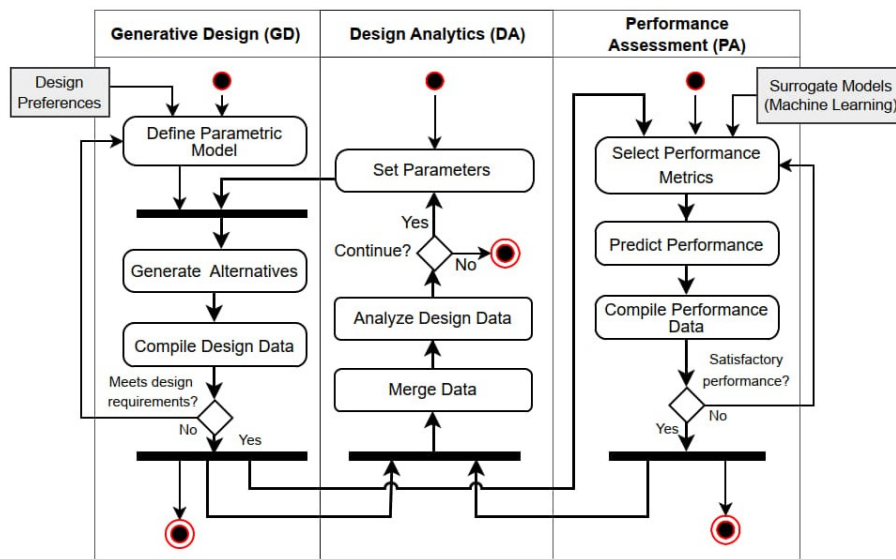 Generative Design (GD)
Design Analytics (DA)
Performance
Assessment (PA)
Design
Preferences
Surrogate Models
(Machine Learning)
Define Parametric
Model
Set Parameters
Select Performance
Metrics
Yes
Continue?
No
Generate Alternatives
Predict Performance
Analyze Design Data
Compile Performance
Data
Compile Design Data
Meets design
requirements?
No
Yes
Merge Data
Satisfactory
performance?
No
Yes